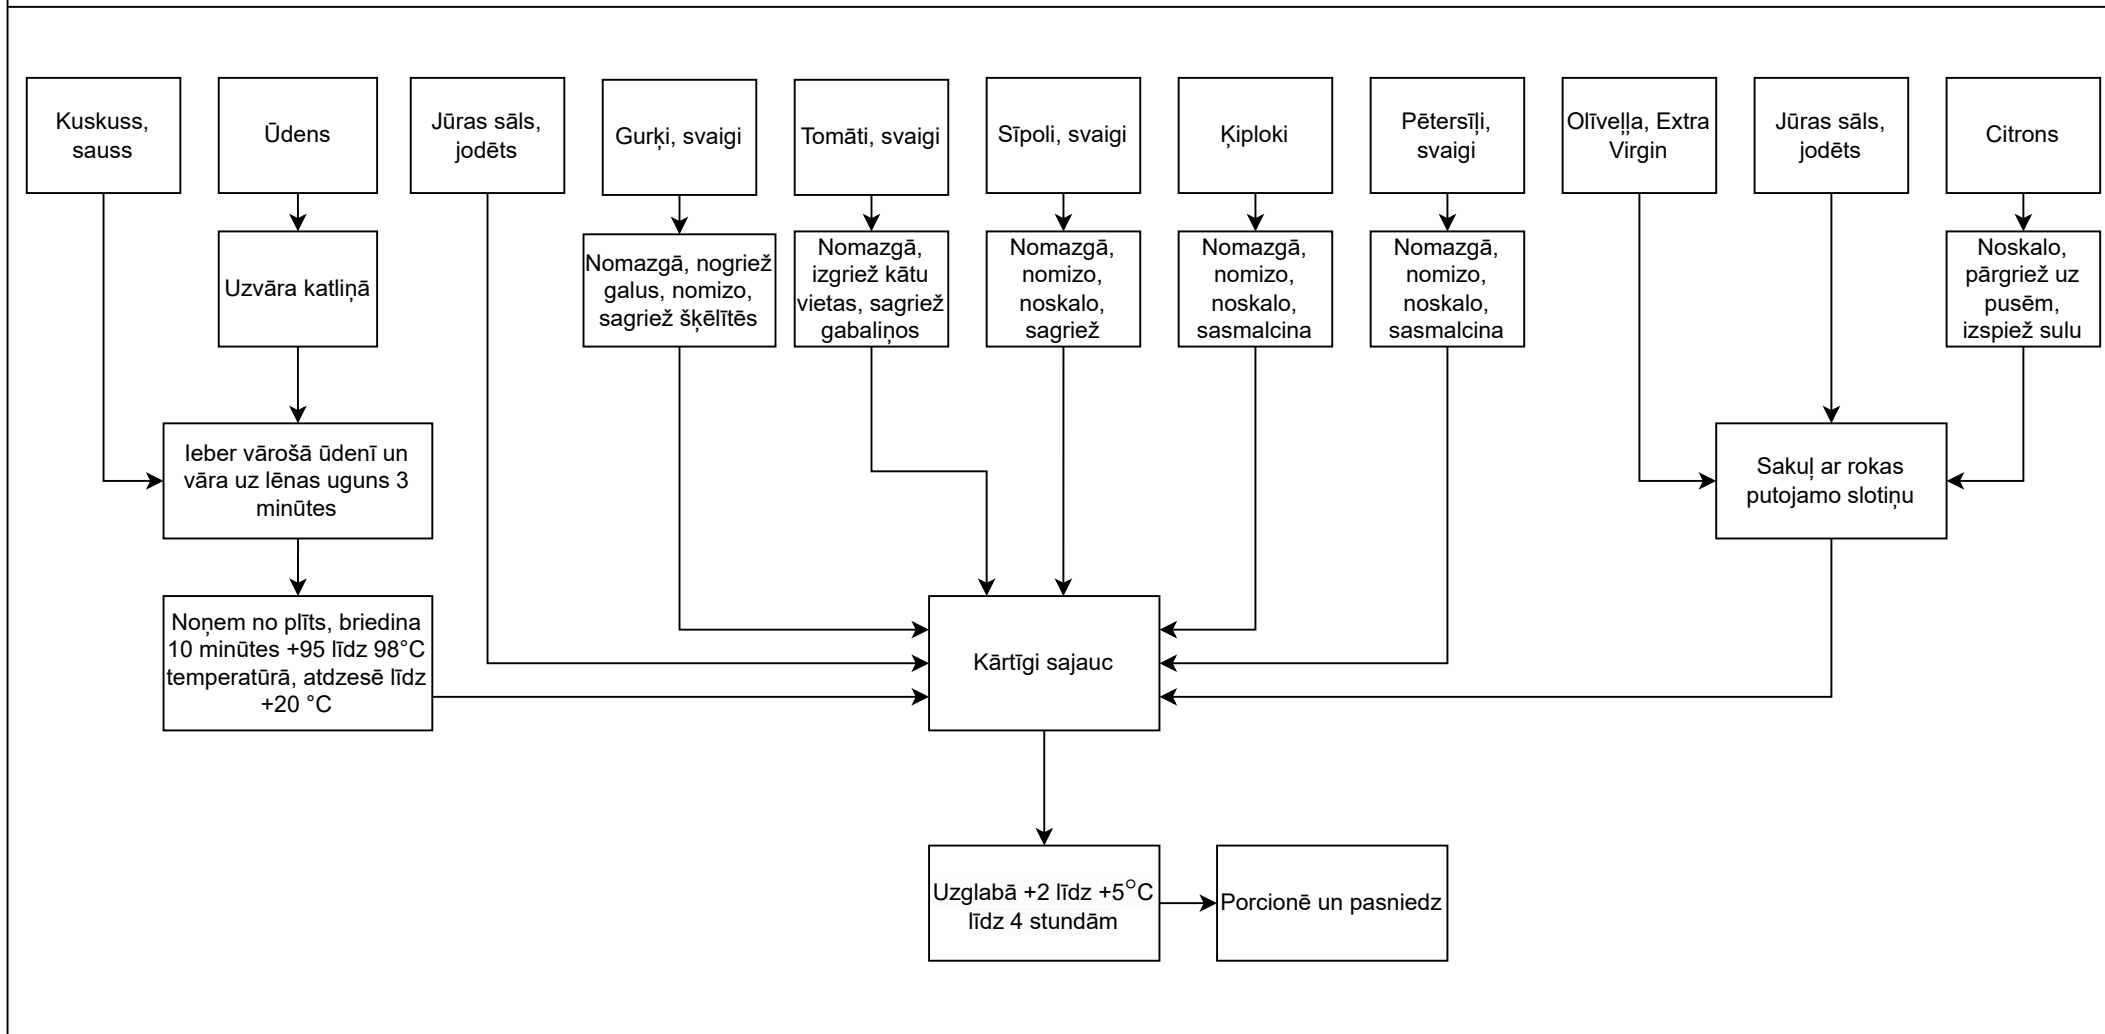 Kuskuss,
sauss
Ūdens
Jūras sāls,
jodēts
Gurķi, svaigi
Tomāti, svaigi
Sīpoli, svaigi
Ķiploki
Pētersīļi,
svaigi
Olīveļļa, Extra
Virgin
Jūras sāls,
jodēts
Citrons
Uzvāra katliņā
Nomazgā, nogriež
galus, nomizo,
sagriež šķēlītēs
Nomazgā,
izgriež kātu
vietas, sagriež
gabaliņos
Nomazgā,
nomizo,
noskalo,
sagriež
Nomazgā,
nomizo,
noskalo,
sasmalcina
Nomazgā,
nomizo,
noskalo,
sasmalcina
Noskalo,
pārgriež uz
pusēm,
izspiež sulu
Ieber vārošā ūdenī un
vāra uz lēnas uguns 3
minūtes
Sakuļ ar rokas
putojamo slotiņu
Noņem no plīts, briedina
10 minūtes +95 līdz 98°C
temperatūrā, atdzesē līdz
+20 °C
Kārtīgi sajauc
Uzglabā +2 līdz +5°C
līdz 4 stundām
Porcionē un pasniedz